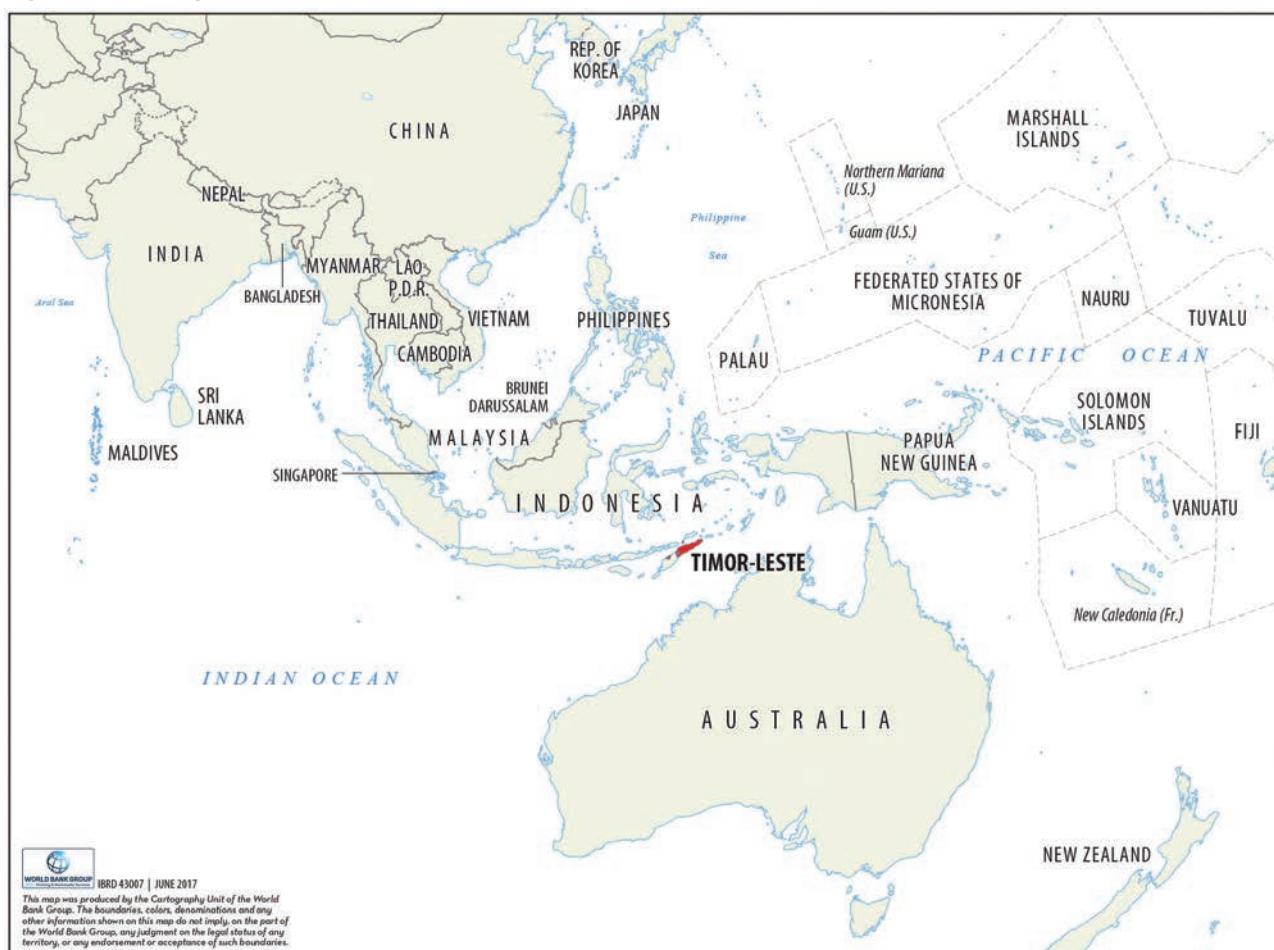 REP. OF
KOREA
JAPAN
CHINA
MARSHALL
ISLANDS
Northern Mariana
(U.S.)
NEPAL
Philippine
Sea
Guam (U.S.)
INDIA
MYANMAR
LAO
P.D.R.
BANGLADESH
FEDERATED STATES OF
MICRONESIA
NAURU
Aral Sea
THAILAND
VIETNAM
PHILIPPINES
TUVALU
CAMBODIA
PALAU
PACIFIC OCEAN
SRI
LANKA
BRUNEI
DARUSSALAM
SOLOMON
ISLANDS
MALDIVES
MALAYSIA
PAPUA
NEW GUINEA
FIJI
SINGAPORE
INDONESIA
VANUATU
TIMOR-LESTE
New Caledonia (Fr.)
INDIAN OCEAN
AUSTRALIA
NEW ZEALAND
WORLD BANK GROUP
IBRD 43007 | JUNE 2017
This map was produced by the Cartography Unit of the World
Bank Group. The boundaries, colors, denominations and any
other information shown on this map do not imply, on the part of
the World Bank Group, any judgment on the legal status of any
territory, or any endorsement or acceptance of such boundaries.